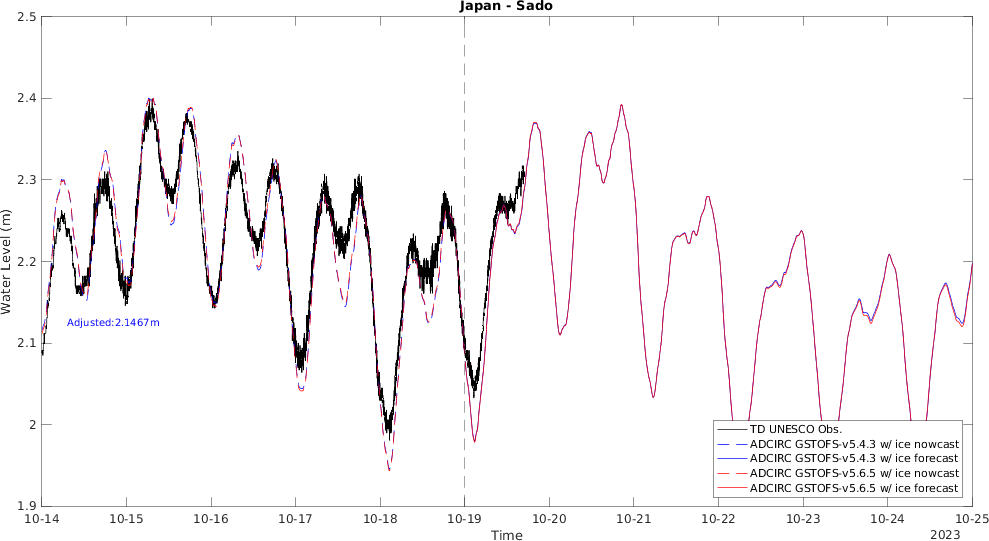 Japan - Sado
2.5
2.4
2.3
2.2
2.1
2
1.9
Water Level (m)
Adjusted:2.1467m
TD UNESCO Obs.
ADCIRC GSTOFS-v5.4.3 w/ ice nowcast
ADCIRC GSTOFS-v5.4.3 w/ ice forecast
ADCIRC GSTOFS-v5.6.5 w/ ice nowcast
ADCIRC GSTOFS-v5.6.5 w/ ice forecast
10-14 10-15 10-16 10-17 10-18 10-19 10-20 10-21 10-22 10-23 10-24 10-25
Time
2023